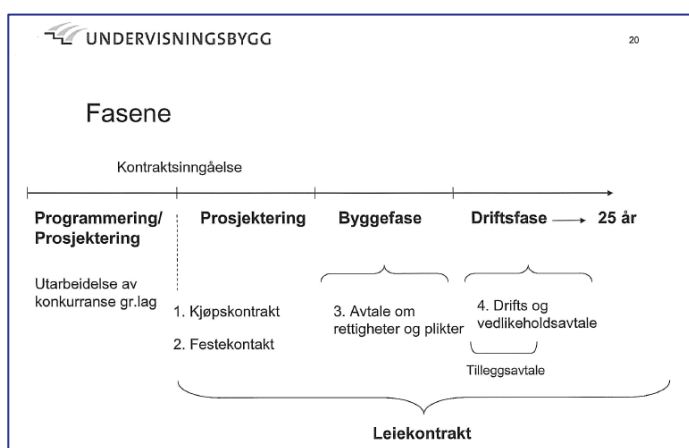 UNDERVISNINGSBYGG
20
Fasene
Kontraktsinngåelse
Programmering/
Prosjektering
Prosjektering
Byggefase
Driftsfase
25 år
Utarbeidelse av
konkurranse gr.lag
1. Kjøpskontrakt
2. Festekontakt
3. Avtale om
rettigheter og plikter
4. Drifts og
vedlikeholdsavtale
Tilleggsavtale
Leiekontrakt